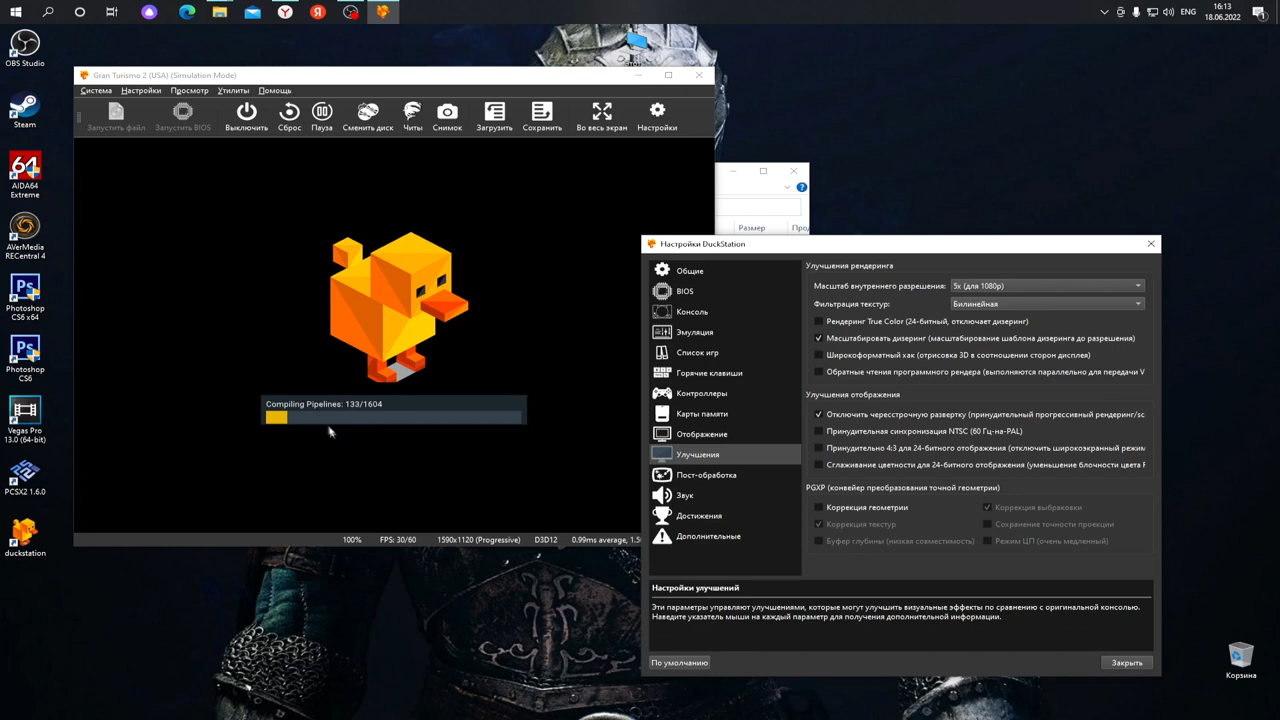 16:13
ENG
18.06.2022
1
OBS Studio
Steam
64
AIDA64
Extreme
AVerMedia
RECentral 4
Photoshop
CS6 x64
Photoshop
CS6
Vegas Pro
13.0 (64-bit)
PCSX2 1.6.0
duckstation
Корзина
Gran Turismo 2 (USA) (Simulation Mode)
Система Настройки Просмотр Утилиты Помощь
Запустить файл Запустить BIOS Выключить Сброс Пауза Сменить диск Читы Снимок Загрузить Сохранить Во весь экран Настройки
Compiling Pipelines: 133/1604
100% FPS: 30/60 1590x1120 (Progressive) D3D12 0.99ms average, 1.5
Размер
Настройки DuckStation
Общие
BIOS
Консоль
Эмуляция
Список игр
Горячие клавиши
Контроллеры
Карты памяти
Отображение
Улучшения
Пост-обработка
Звук
Достижения
Дополнительные
Улучшения рендеринга
Масштаб внутреннего разрешения: 5x (для 1080p)
Фильтрация текстур: Билинейная
Рендеринг True Color (24-битный, отключает дизеринг)
Масштабировать дизеринг (масштабирование шаблона дизеринга до разрешения)
Широкоформатный хак (отрисовка 3D в соотношении сторон дисплея)
Обратные чтения программного рендера (выполняются параллельно для передачи V
Улучшения отображения
Отключить чересстрочную развертку (принудительный прогрессивный рендеринг/sc
Принудительная синхронизация NTSC (60 Гц-на-PAL)
Принудительно 4:3 для 24-битного отображения (отключить широкоэкранный режим
Сглаживание цветности для 24-битного отображения (уменьшение блочности цвета F
PGXP (конвейер преобразования точной геометрии)
Коррекция геометрии Коррекция выбраковки
Коррекция текстур Сохранение точности проекции
Буфер глубины (низкая совместимость) Режим ЦП (очень медленный)
Настройки улучшений
Эти параметры управляют улучшениями, которые могут улучшить визуальные эффекты по сравнению с оригинальной консолью.
Наведите указатель мыши на каждый параметр для получения дополнительной информации.
По умолчанию Закрыть